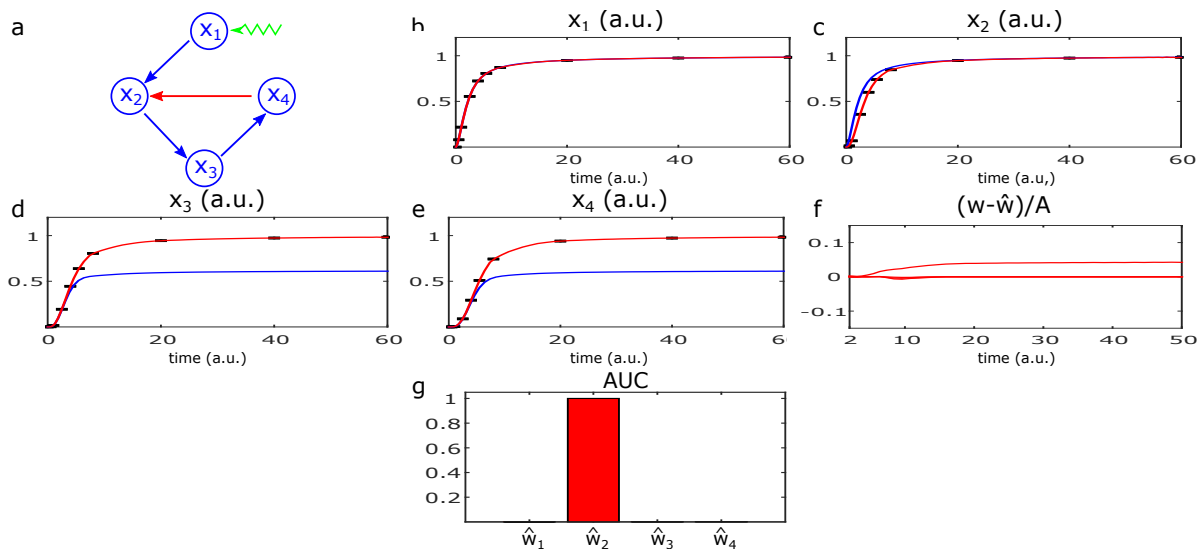 a
x₁
x₂
x₄
x₃
b
x₁ (a.u.)
1
0.5
0
20
40
60
time (a.u.)
c
x₂ (a.u.)
1
0.5
0
20
40
60
time (a.u,)
d
x₃ (a.u.)
1
0.5
0
20
40
60
time (a.u.)
e
x₄ (a.u.)
1
0.5
0
20
40
60
time (a.u.)
f
(w-ŵ)/A
0.1
0
-0.1
2
10
20
30
40
50
time (a.u.)
g
AUC
1
0.8
0.6
0.4
0.2
ŵ₁
ŵ₂
ŵ₃
ŵ₄